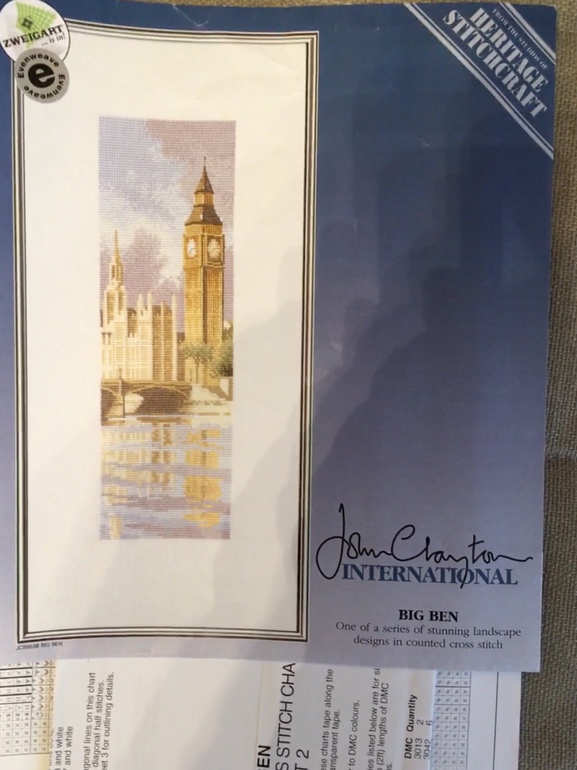 ZWEIGART
... is in!
Evenweave
e
Evenweave
FROM THE STUDIOS OF
HERITAGE
STITCHCRAFT
John Clayton
INTERNATIONAL
BIG BEN
One of a series of stunning landscape
designs in counted cross stitch
BIG BEN
s and white
y and white
gonal lines on this chart
diagonal half stitches.
et 3 for outlining details.
EN
S STITCH CHA
T 2
se charts tape along the
nsparent tape.
to DMC colours.
es listed below are for si
(2ft) lengths of DMC
DMC Quantity
3013 2
3042 5